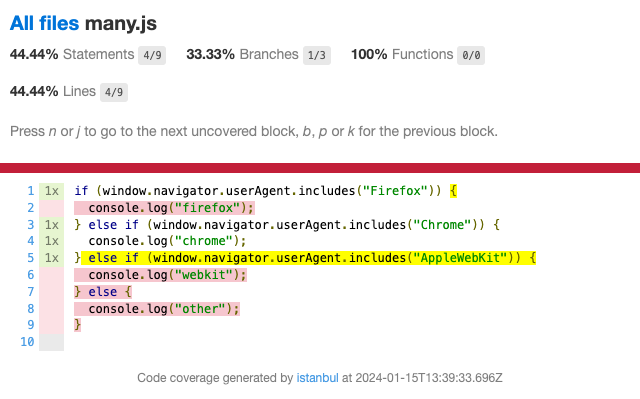 All files many.js
44.44% Statements 4/9 33.33% Branches 1/3 100% Functions 0/0
44.44% Lines 4/9
Press n or j to go to the next uncovered block, b, p or k for the previous block.
1 1x if (window.navigator.userAgent.includes("Firefox")) {
2 console.log("firefox");
3 1x } else if (window.navigator.userAgent.includes("Chrome")) {
4 1x console.log("chrome");
5 1x } else if (window.navigator.userAgent.includes("AppleWebKit")) {
6 console.log("webkit");
7 } else {
8 console.log("other");
9 }
10
Code coverage generated by istanbul at 2024-01-15T13:39:33.696Z